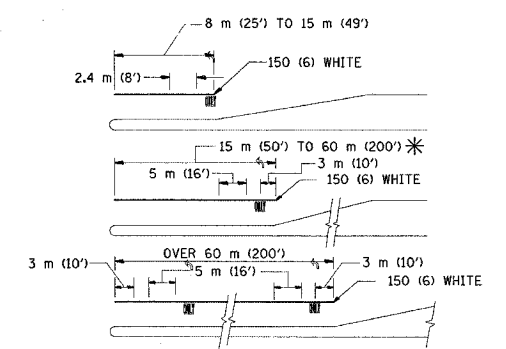 8 m (25') TO 15 m (49')
150 (6) WHITE
2.4 m (8')
ONLY
15 m (50') TO 60 m (200') *
5 m (16')
3 m (10')
150 (6) WHITE
ONLY
OVER 60 m (200')
3 m (10')
5 m (16')
3 m (10')
150 (6) WHITE
ONLY
ONLY